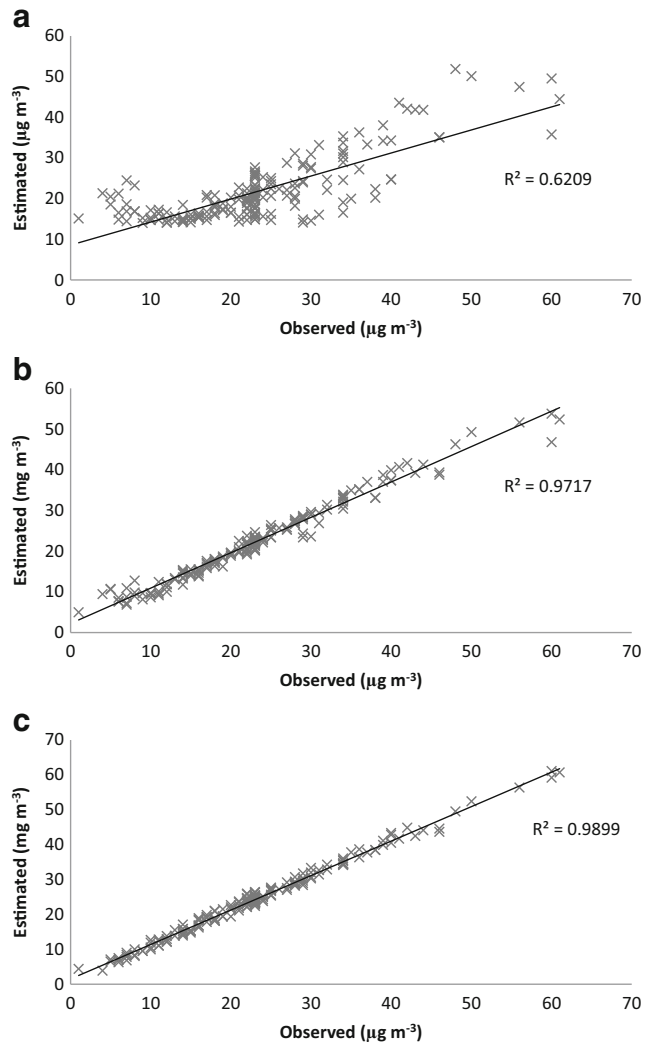 a
60
50
40
30
20
10
0
Estimated (µg m⁻³)
R² = 0.6209
0 10 20 30 40 50 60 70
Observed (µg m⁻³)
b
60
50
40
30
20
10
0
Estimated (mg m⁻³)
R² = 0.9717
0 10 20 30 40 50 60 70
Observed (µg m⁻³)
c
70
60
50
40
30
20
10
0
Estimated (mg m⁻³)
R² = 0.9899
0 10 20 30 40 50 60 70
Observed (µg m⁻³)